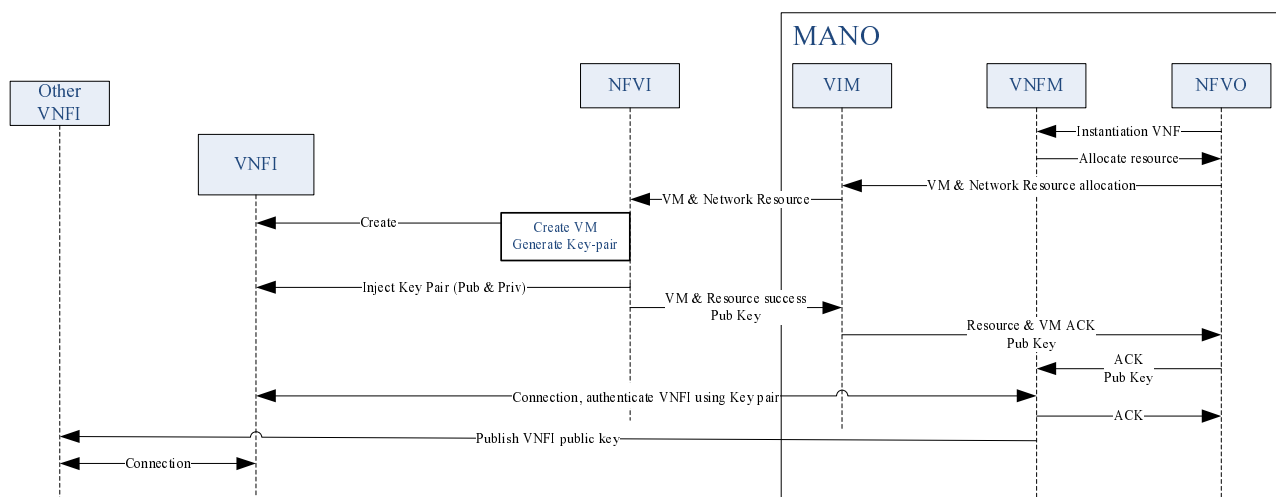 MANO
Other
VNFI
VNFI
NFVI
VIM
VNFM
NFVO
Instantiation VNF
Allocate resource
VM & Network Resource allocation
VM & Network Resource
Create
Create VM
Generate Key-pair
Inject Key Pair (Pub & Priv)
VM & Resource success
Pub Key
Resource & VM ACK
Pub Key
ACK
Pub Key
Connection, authenticate VNFI using Key pair
ACK
Publish VNFI public key
Connection